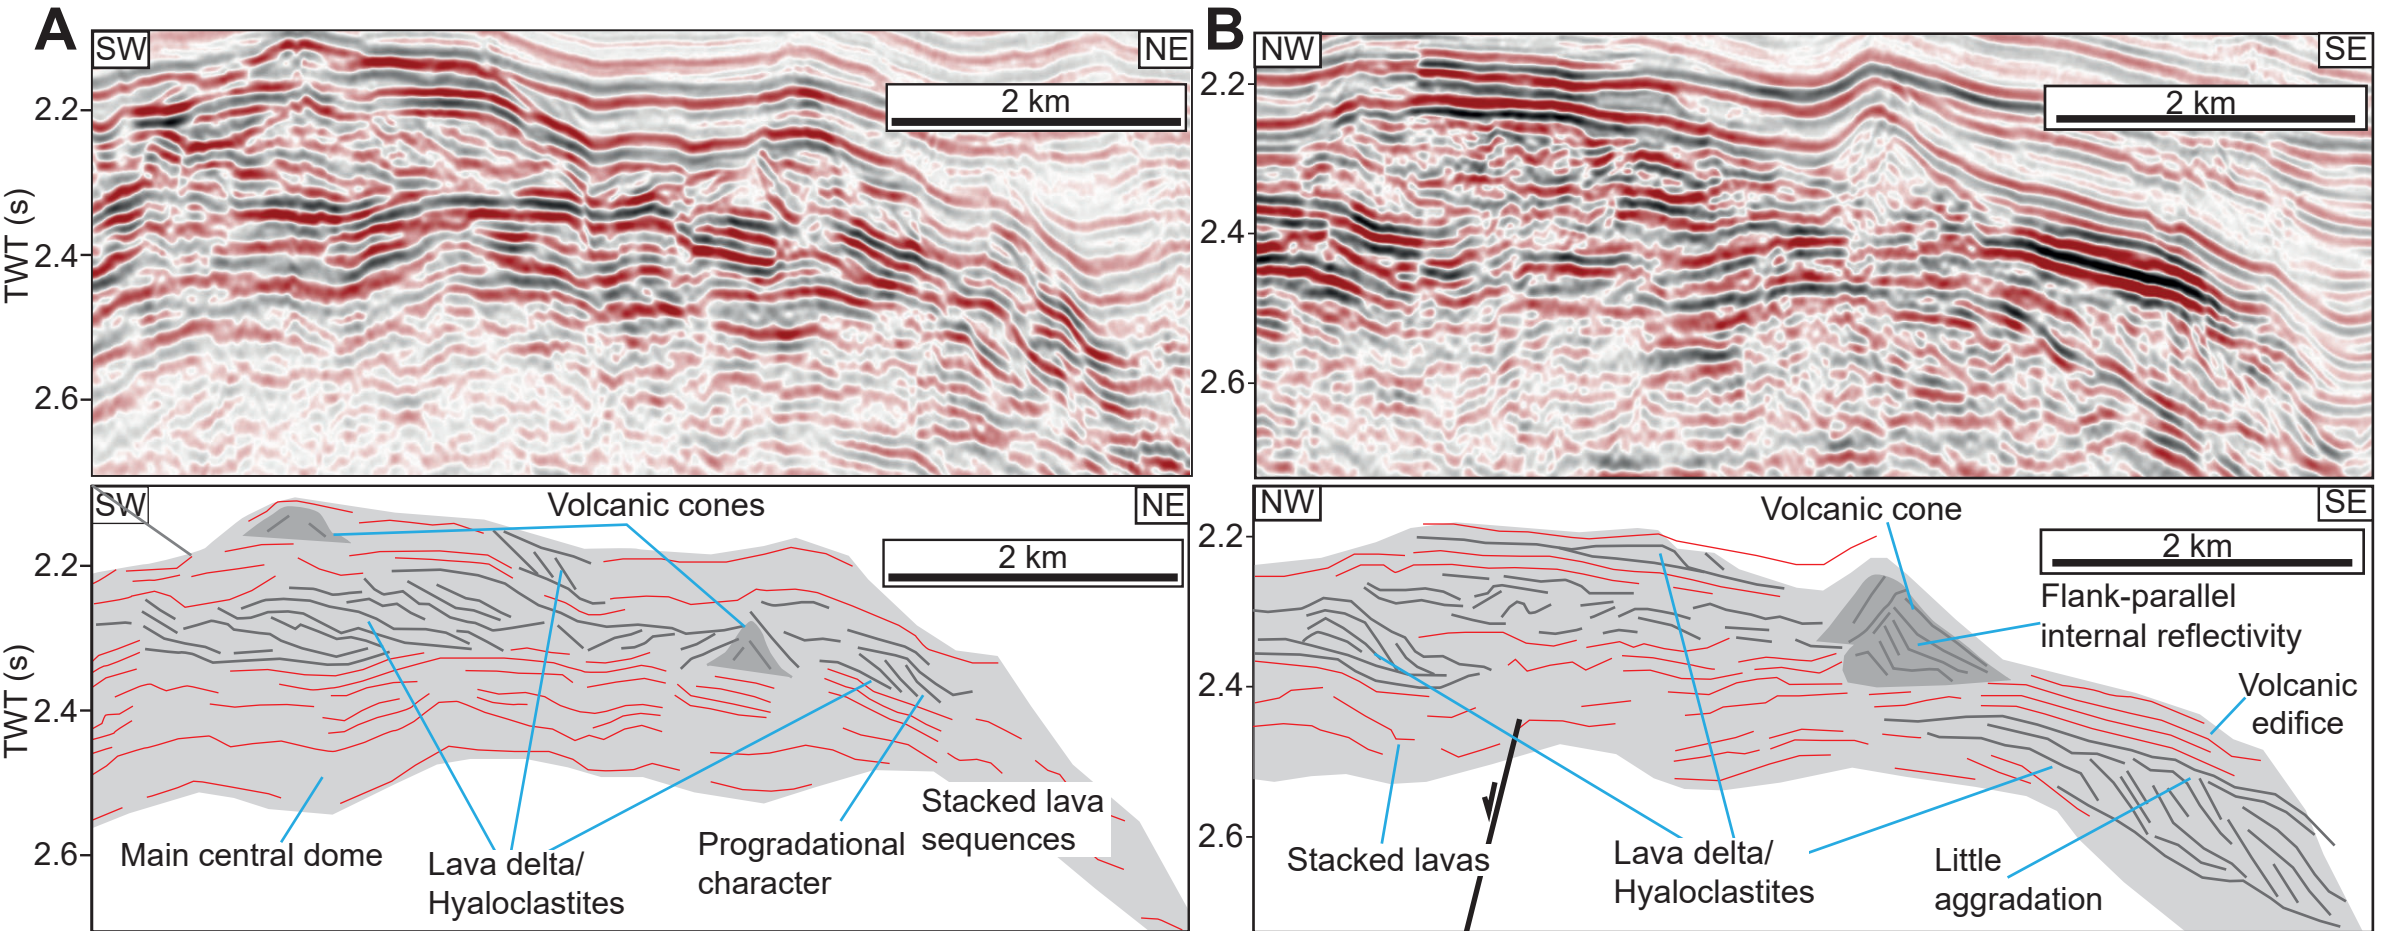 A
B
SW
NE
2 km
2.2
2.4
2.6
TWT (s)
NW
SE
2 km
2.2
2.4
2.6
SW
NE
Volcanic cones
2 km
2.2
2.4
2.6
TWT (s)
Main central dome
Lava delta/
Hyaloclastites
Progradational
character
Stacked lava
sequences
NW
SE
Volcanic cone
2 km
Flank-parallel
internal reflectivity
Volcanic
edifice
2.2
2.4
2.6
Stacked lavas
Lava delta/
Hyaloclastites
Little
aggradation